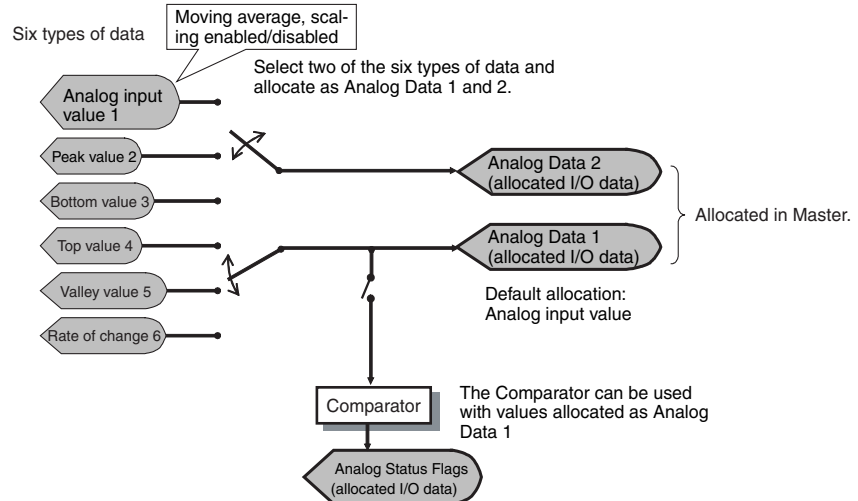 Six types of data
Moving average, scal-
ing enabled/disabled
Select two of the six types of data and
allocate as Analog Data 1 and 2.
Analog input
value 1
Peak value 2
Bottom value 3
Top value 4
Valley value 5
Rate of change 6
Analog Data 2
(allocated I/O data)
Analog Data 1
(allocated I/O data)
Allocated in Master.
Default allocation:
Analog input value
Comparator
The Comparator can be used
with values allocated as Analog
Data 1
Analog Status Flags
(allocated I/O data)